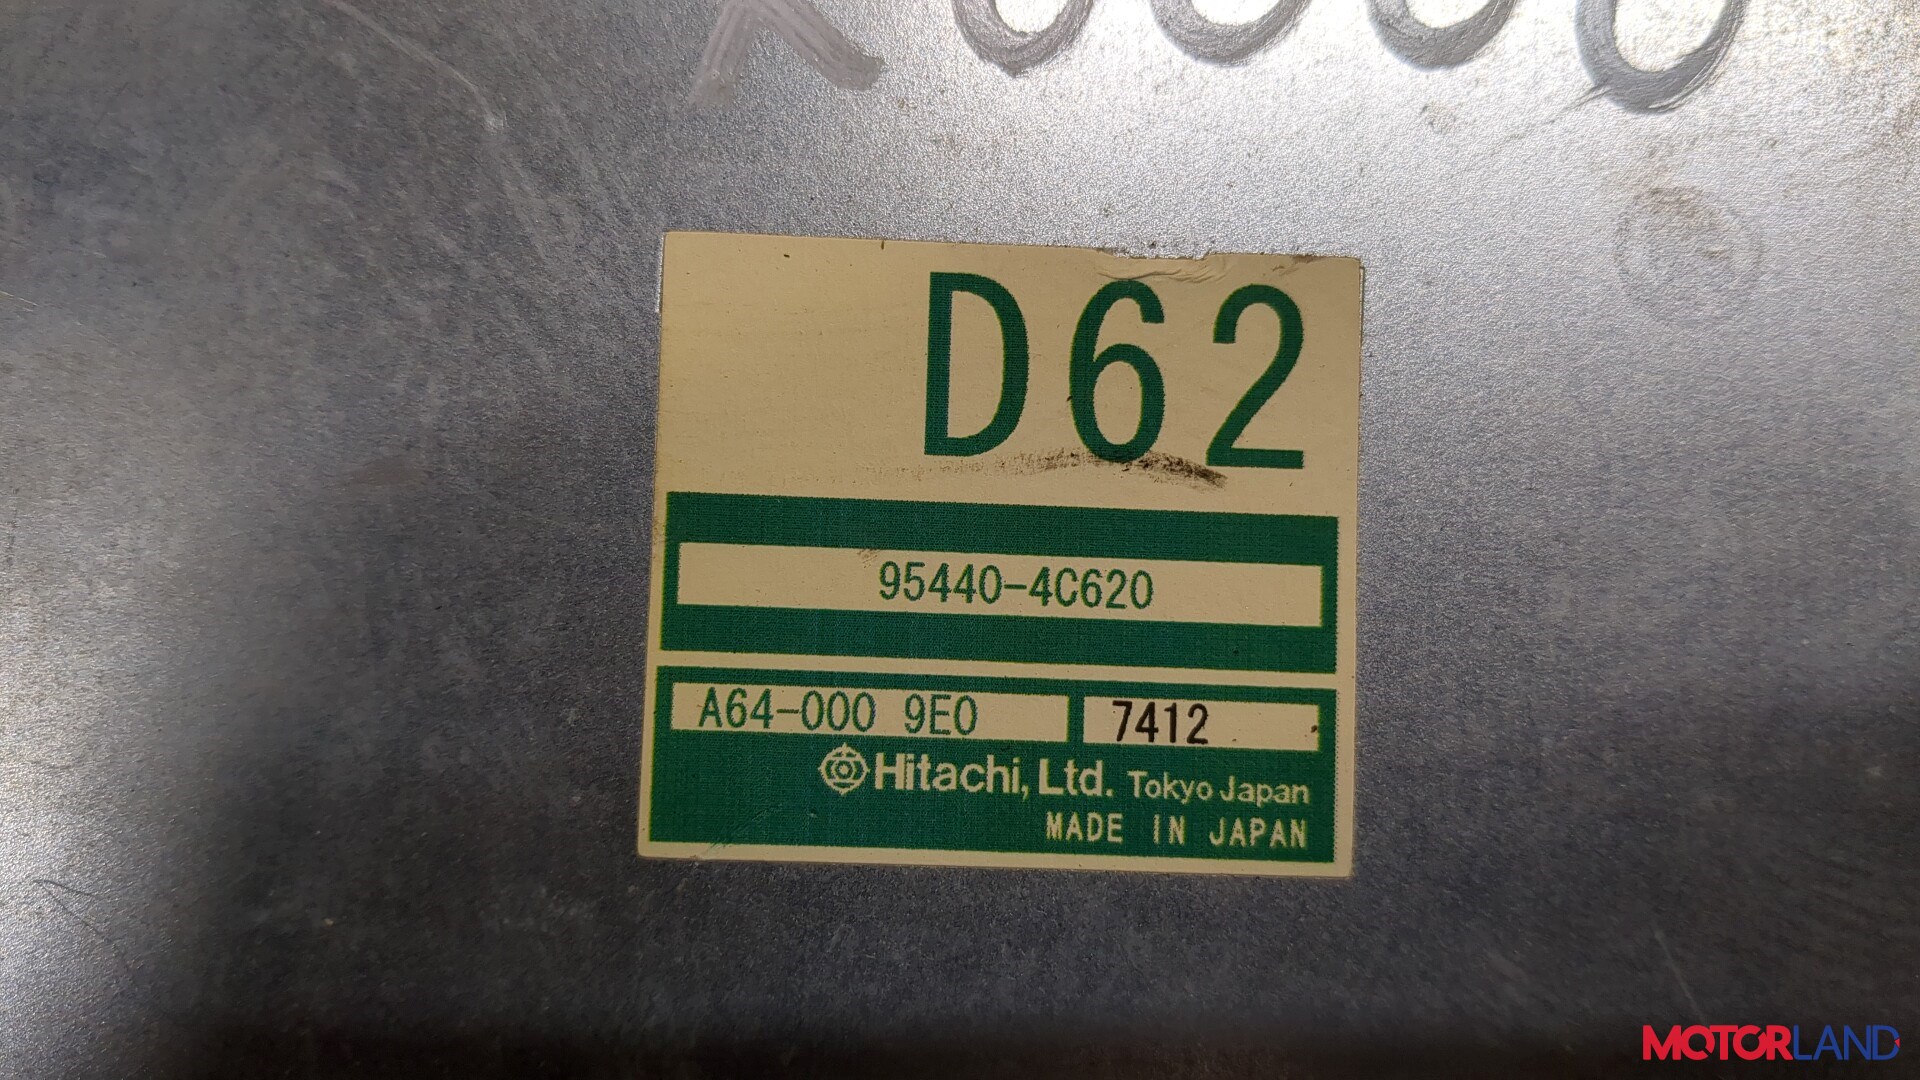 D62
95440-4C620
A64-000 9E0 7412
Hitachi, Ltd. Tokyo Japan
MADE IN JAPAN
MOTORLAND